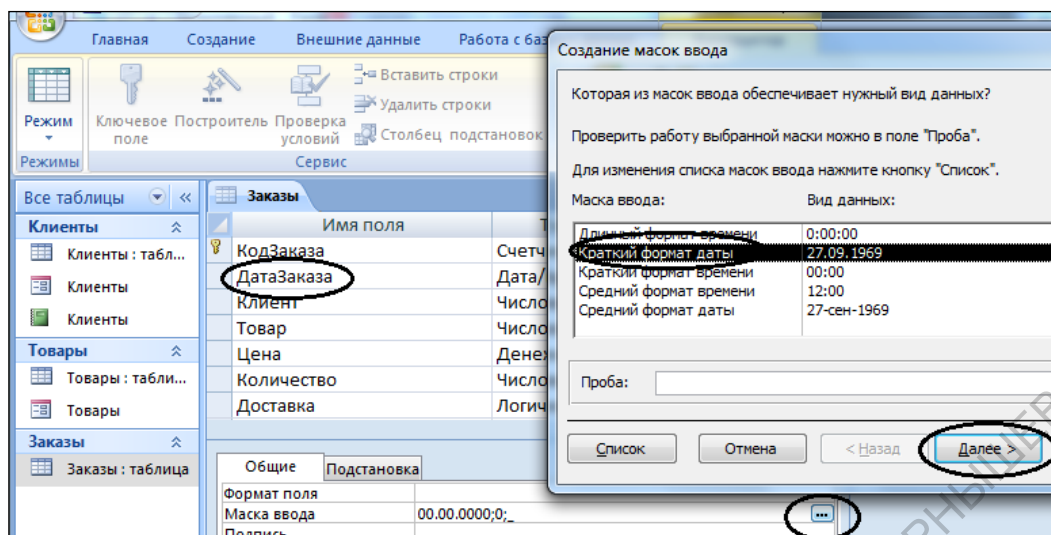 Главная Создание Внешние данные Работа с баз
Режим
Режимы
Ключевое поле
Построитель
Проверка условий
Вставить строки
Удалить строки
Столбец подстановок
Сервис
Все таблицы
Клиенты
Клиенты : табл...
Клиенты
Клиенты
Товары
Товары : табли...
Товары
Заказы
Заказы : таблица
Заказы
Имя поля
КодЗаказа Счетч
ДатаЗаказа Дата/
Клиент Число
Товар Число
Цена Денеж
Количество Число
Доставка Логич
Общие Подстановка
Формат поля
Маска ввода 00.00.0000;0;_
Подпись
Создание масок ввода
Которая из масок ввода обеспечивает нужный вид данных?
Проверить работу выбранной маски можно в поле "Проба".
Для изменения списка масок ввода нажмите кнопку "Список".
Маска ввода: Вид данных:
Длинный формат времени 0:00:00
Краткий формат даты 27.09.1969
Краткий формат времени 00:00
Средний формат времени 12:00
Средний формат даты 27-сен-1969
Проба:
Список Отмена < Назад Далее >